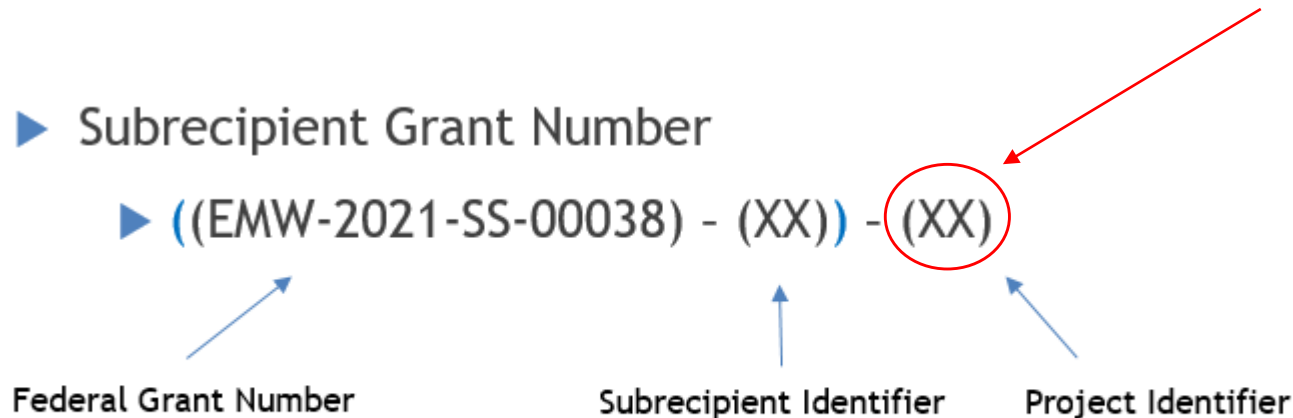 Subrecipient Grant Number
((EMW-2021-SS-00038) - (XX)) - (XX)
Federal Grant Number Subrecipient Identifier Project Identifier